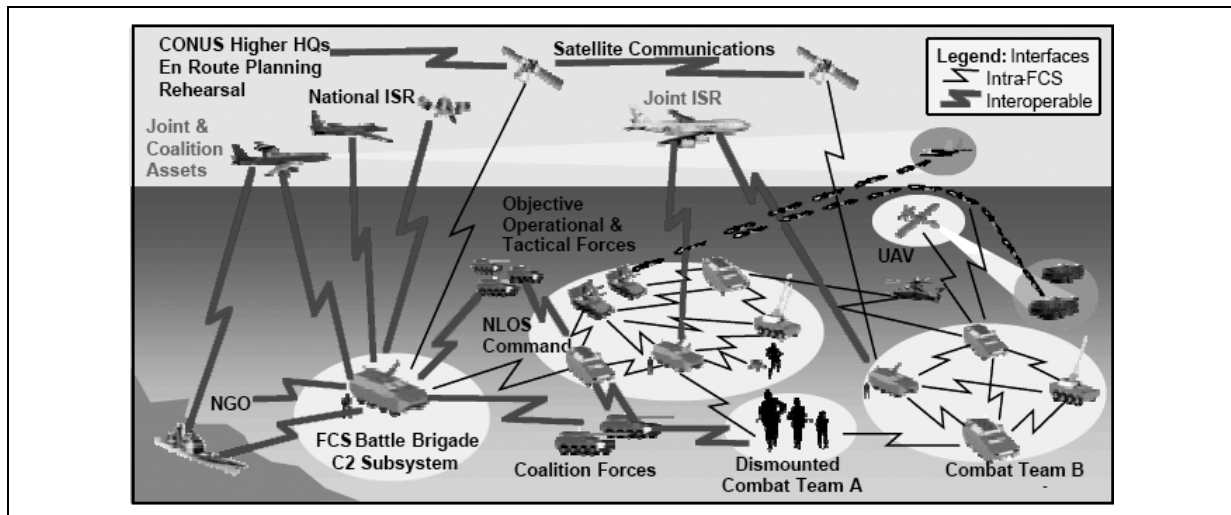 CONUS Higher HQs
En Route Planning
Rehearsal
Satellite Communications
Legend: Interfaces
Intra-FCS
Interoperable
National ISR
Joint ISR
Joint &
Coalition
Assets
Objective
Operational &
Tactical Forces
UAV
NLOS
Command
NGO
FCS Battle Brigade
C2 Subsystem
Coalition Forces
Dismounted
Combat Team A
Combat Team B